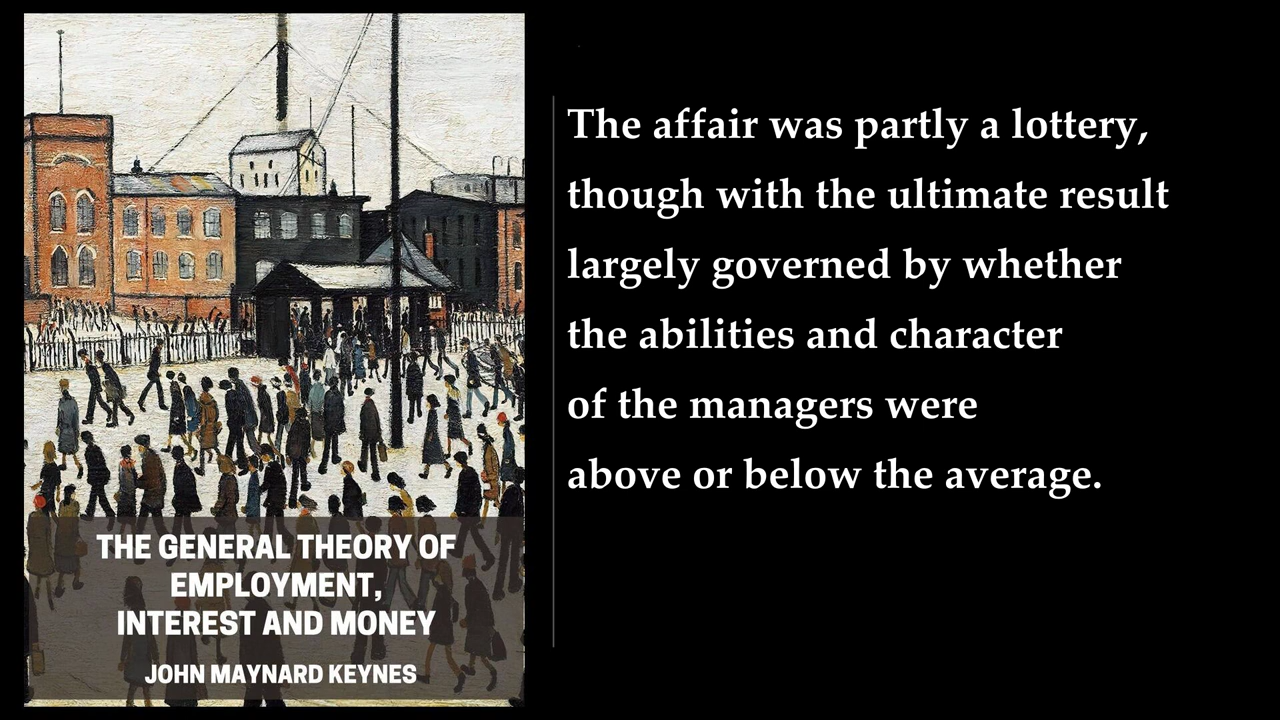 The affair was partly a lottery,
though with the ultimate result
largely governed by whether
the abilities and character
of the managers were
above or below the average.
THE GENERAL THEORY OF
EMPLOYMENT,
INTEREST AND MONEY
JOHN MAYNARD KEYNES